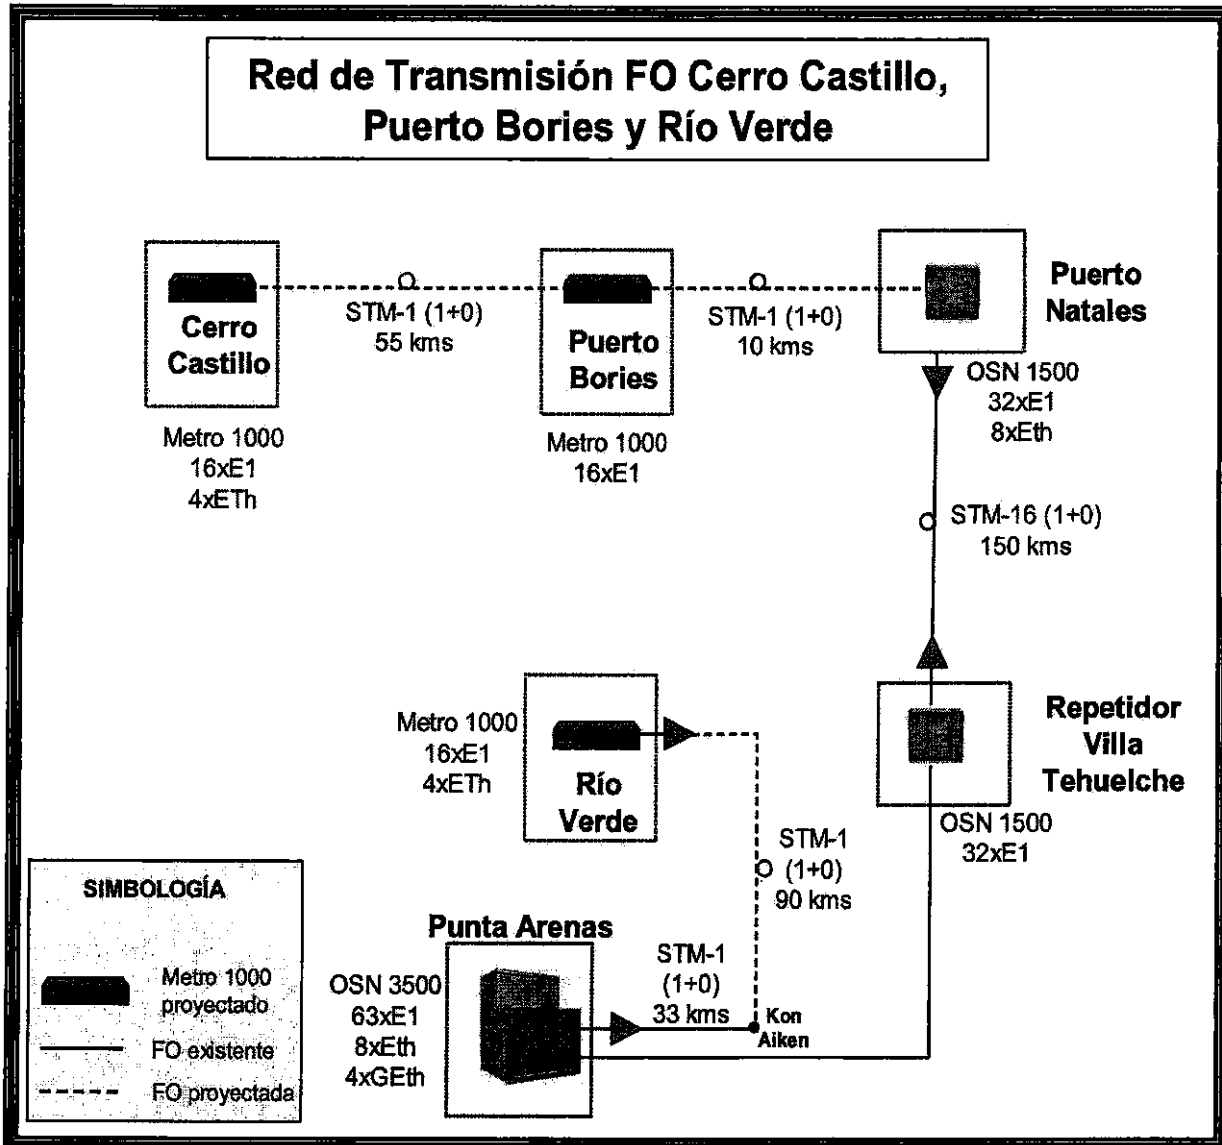 Red de Transmisión FO Cerro Castillo,
Puerto Bories y Río Verde
Cerro
Castillo
Metro 1000
16xE1
4xETh
STM-1 (1+0)
55 kms
Puerto
Bories
Metro 1000
16xE1
STM-1 (1+0)
10 kms
Puerto
Natales
OSN 1500
32xE1
8xEth
STM-16 (1+0)
150 kms
Repetidor
Villa
Tehuelche
OSN 1500
32xE1
Metro 1000
16xE1
4xETh
Río
Verde
STM-1
(1+0)
90 kms
Punta Arenas
OSN 3500
63xE1
8xEth
4xGEth
STM-1
(1+0)
33 kms
Kon
Aiken
SIMBOLOGÍA
Metro 1000
proyectado
FO existente
FO proyectada